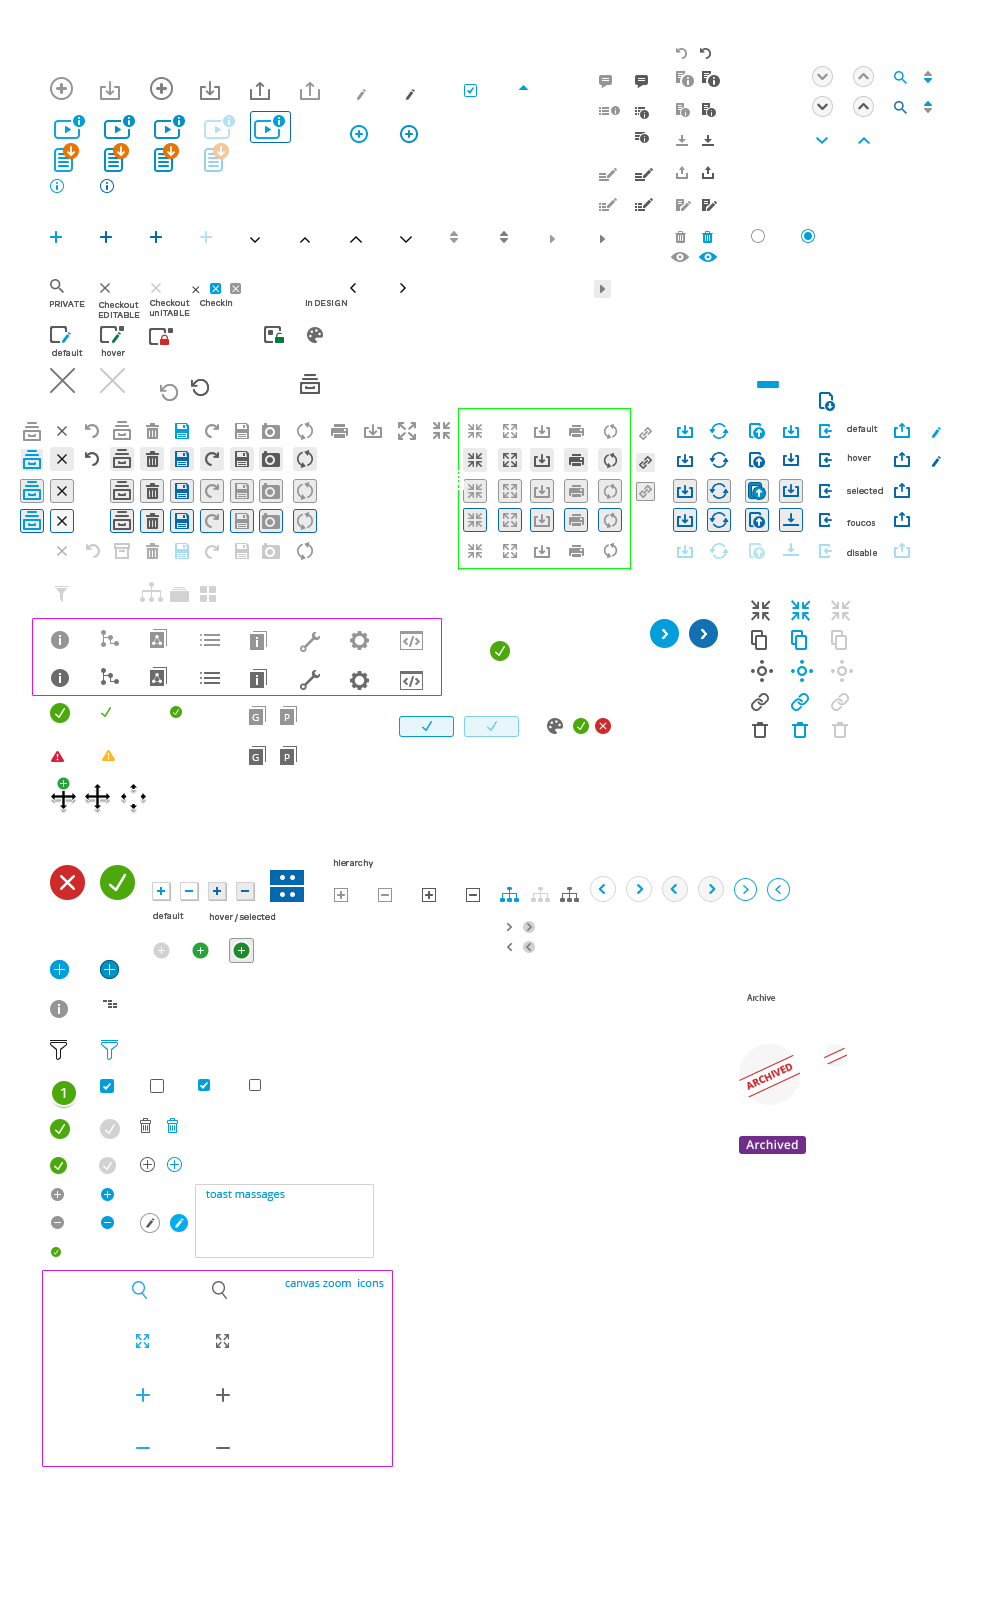 PRIVATE
Checkout
EDITABLE
Checkout
unITABLE
Checkin
in DESIGN
default
hover
default
hover
selected
foucos
disable
G
P
G
P
hierarchy
default
hover / selected
Archive
ARCHIVED
1
Archived
toast massages
canvas zoom icons